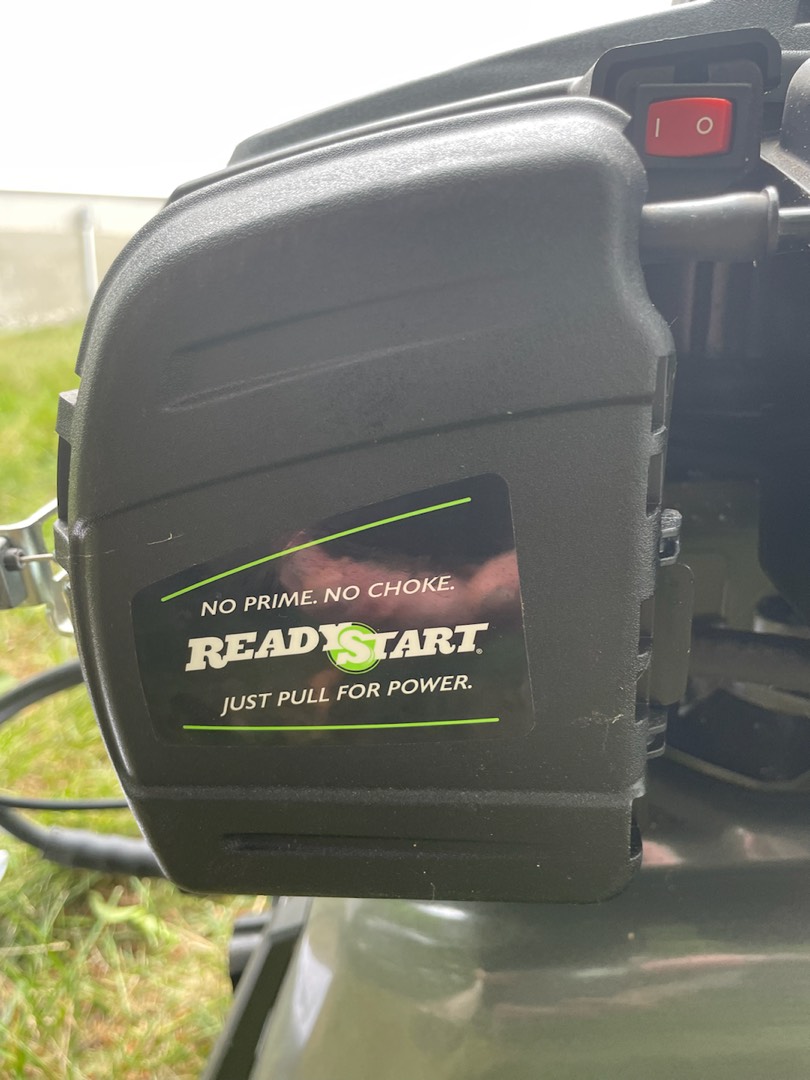 I O
NO PRIME. NO CHOKE.
READYSTART®
JUST PULL FOR POWER.